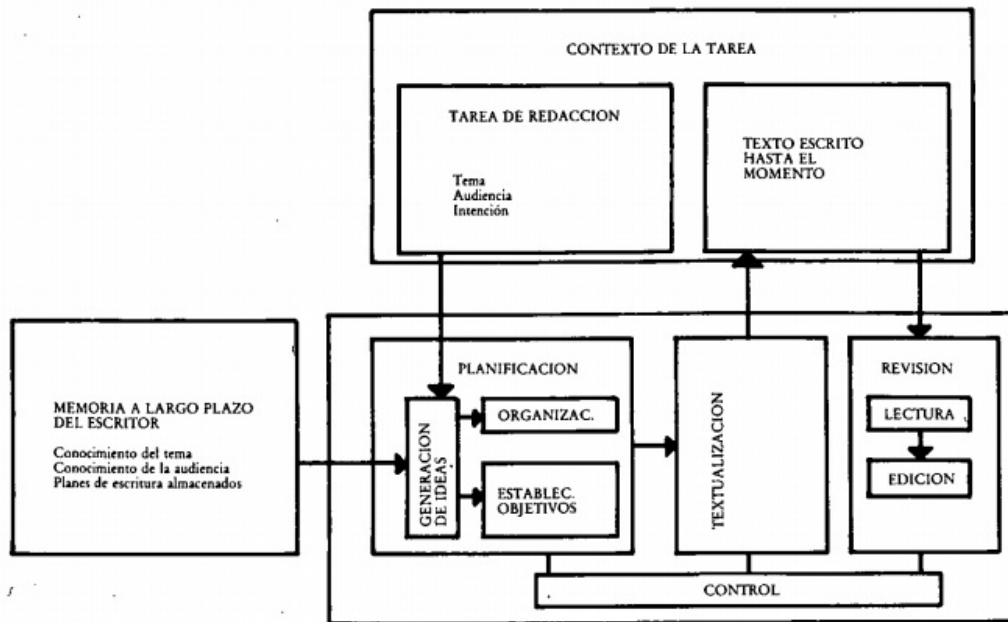 CONTEXTO DE LA TAREA
TAREA DE REDACCION
Tema
Audiencia
Intención
TEXTO ESCRITO
HASTA EL
MOMENTO
MEMORIA A LARGO PLAZO
DEL ESCRITOR
Conocimiento del tema
Conocimiento de la audiencia
Planes de escritura almacenados
PLANIFICACION
GENERACION
DE IDEAS
ORGANIZAC.
ESTABLEC.
OBJETIVOS
TEXTUALIZACION
REVISION
LECTURA
EDICION
CONTROL